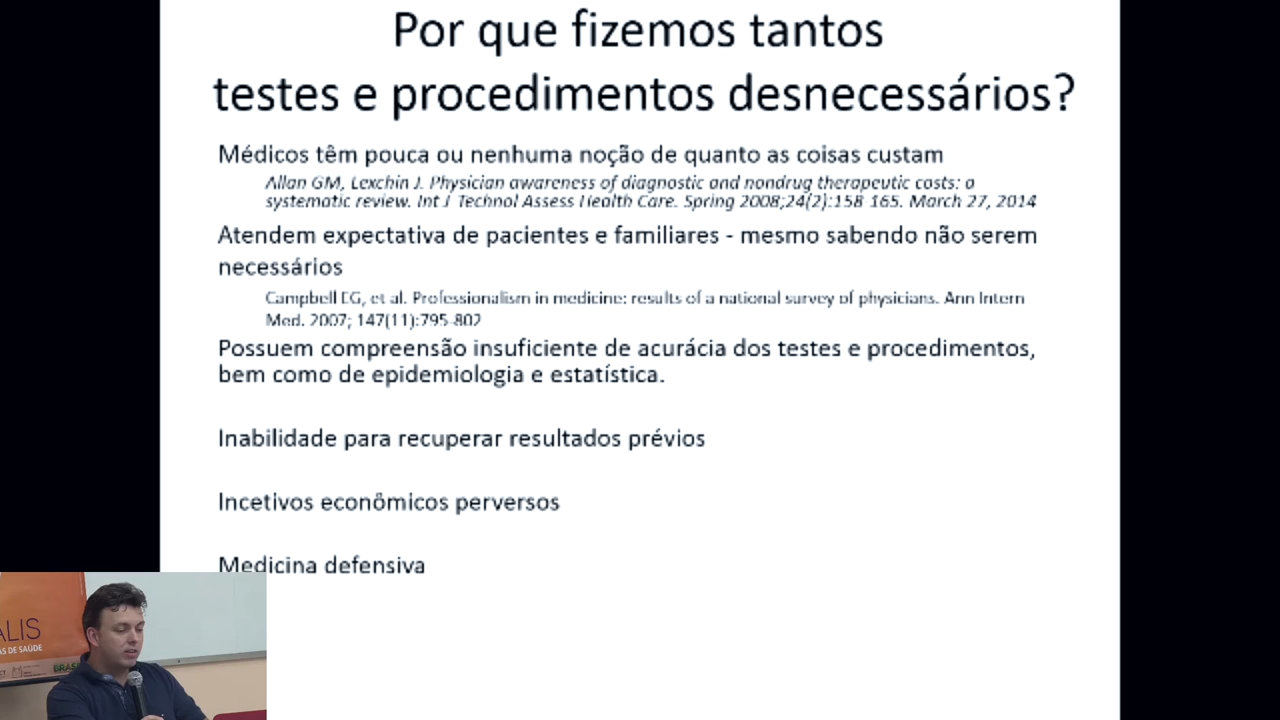 Por que fizemos tantos
testes e procedimentos desnecessários?
Médicos têm pouca ou nenhuma noção de quanto as coisas custam
Allan GM, Lexchin J. Physician awareness of diagnostic and nondrug therapeutic costs: a
systematic review. Int J Technol Assess Health Care. Spring 2008;24(2):158 165. March 27, 2014
Atendem expectativa de pacientes e familiares - mesmo sabendo não serem
necessários
Campbell EG, et al. Professionalism in medicine: results of a national survey of physicians. Ann Intern
Med. 2007; 147(11):795-802
Possuem compreensão insuficiente de acurácia dos testes e procedimentos,
bem como de epidemiologia e estatística.
Inabilidade para recuperar resultados prévios
Incetivos econômicos perversos
Medicina defensiva
ALIS
AS DE SAÚDE
BRAS